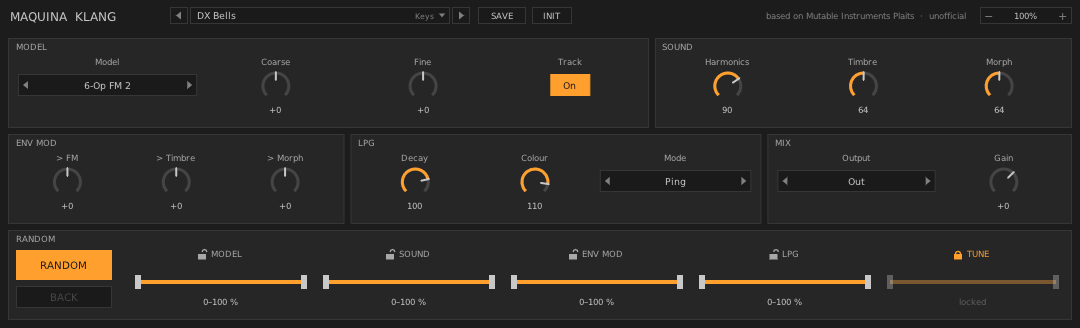 MAQUINA KLANG
DX Bells
Keys
SAVE
INIT
based on Mutable Instruments Plaits · unofficial
− 100% +
MODEL
Model
Coarse
Fine
Track
6-Op FM 2
On
+0
+0
SOUND
Harmonics
Timbre
Morph
90
64
64
ENV MOD
> FM
> Timbre
> Morph
+0
+0
+0
LPG
Decay
Colour
Mode
Ping
100
110
MIX
Output
Gain
Out
+0
RANDOM
RANDOM
BACK
MODEL
SOUND
ENV MOD
LPG
TUNE
0–100 %
0–100 %
0–100 %
0–100 %
locked